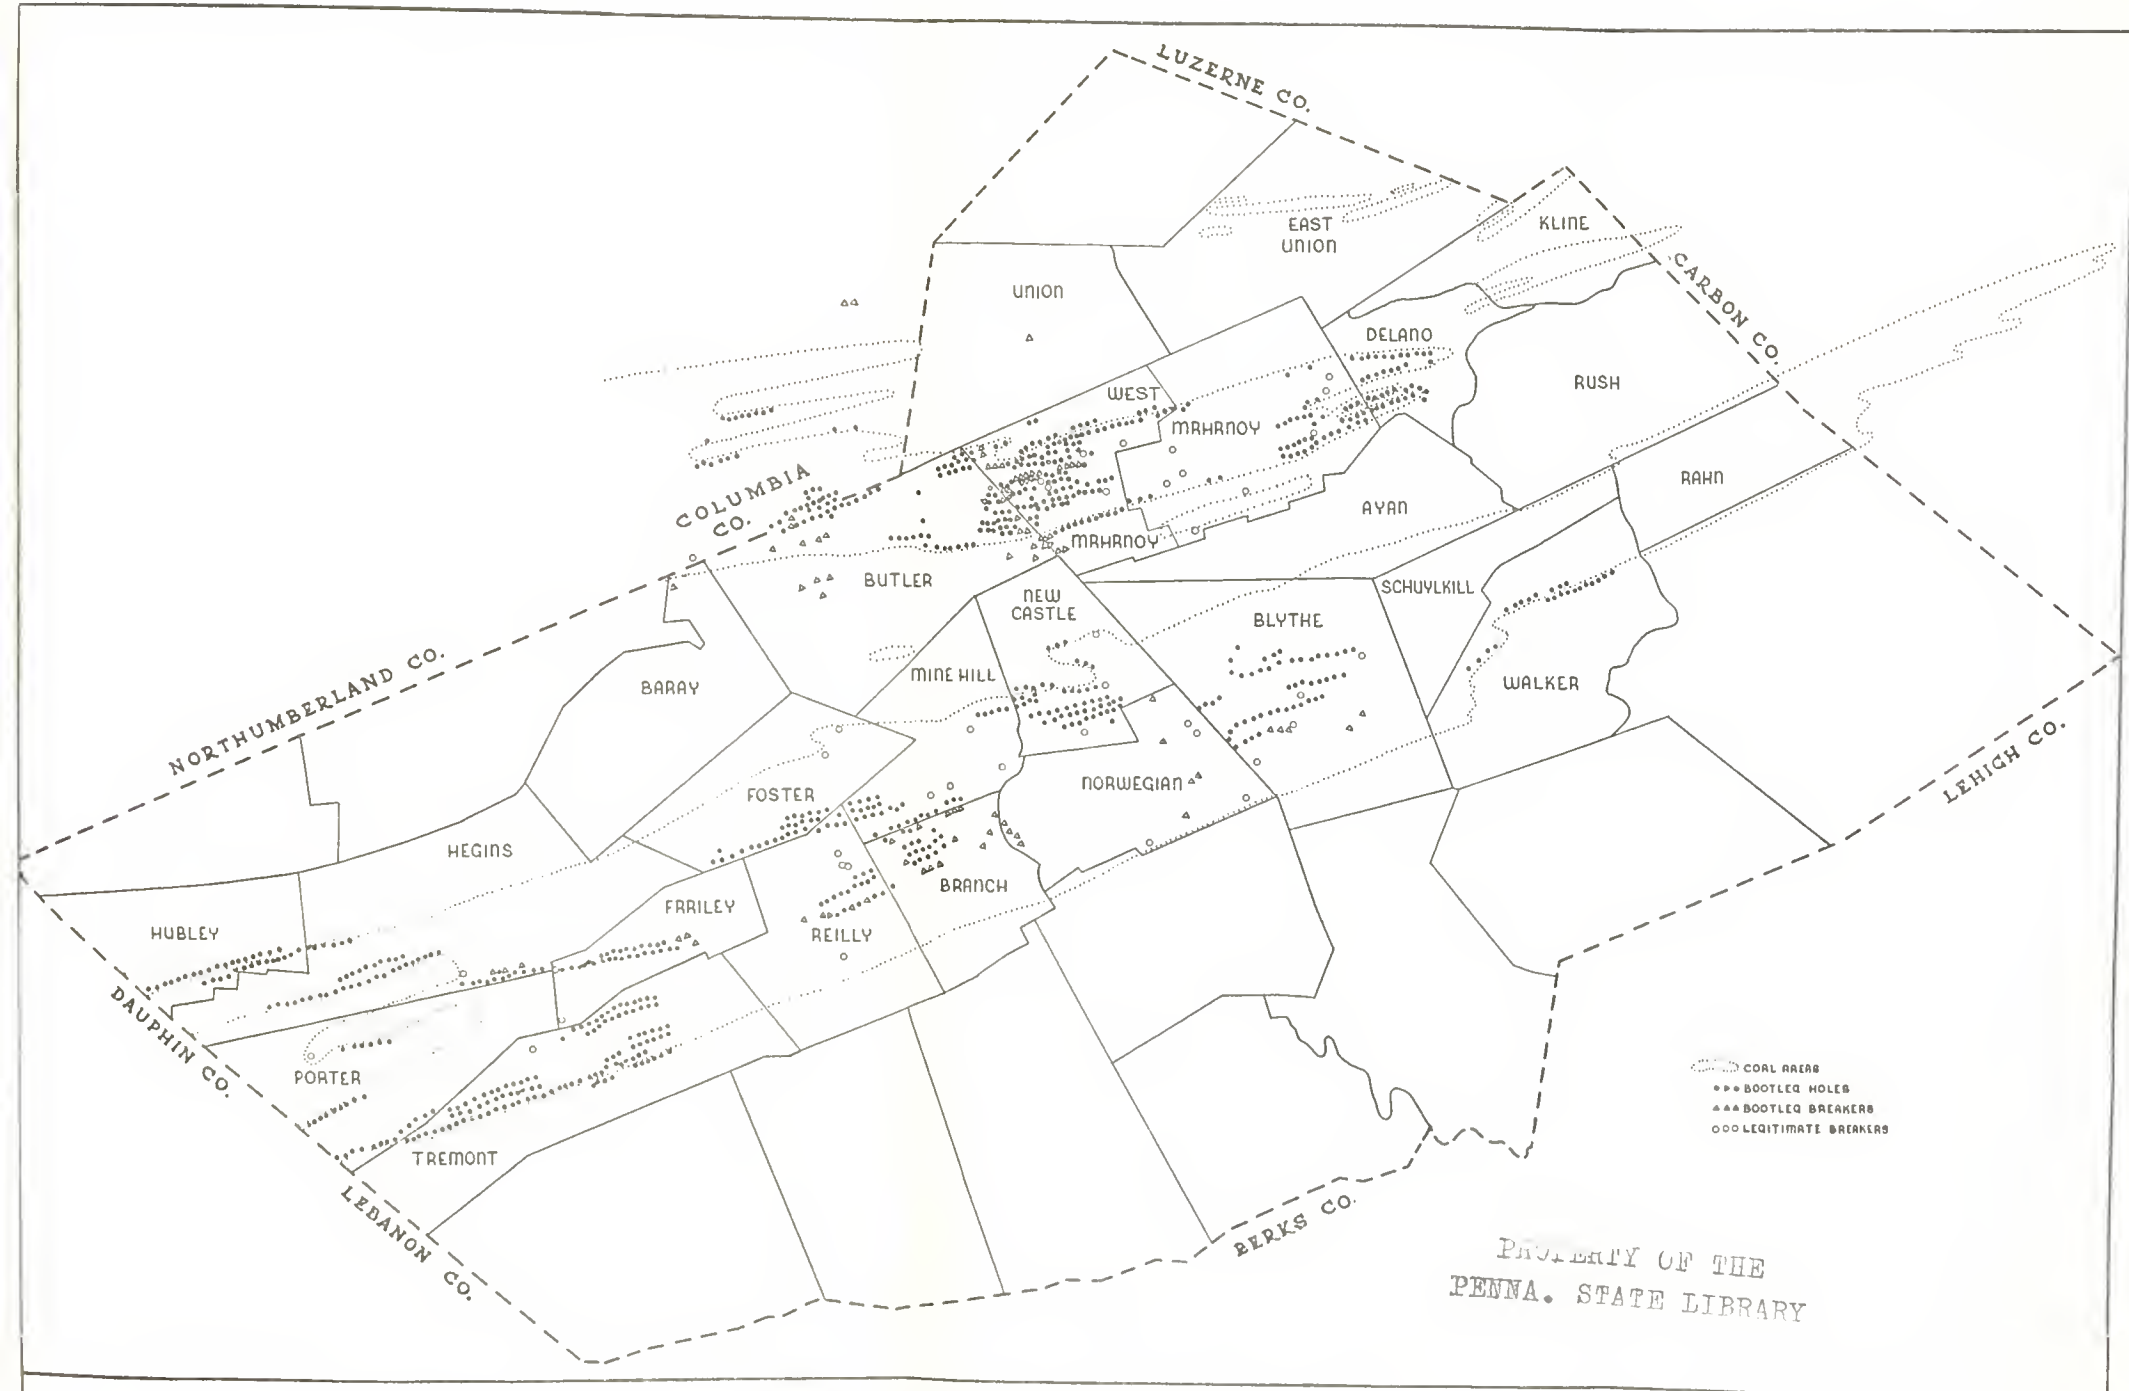 LUZERNE CO.
KLINE
EAST
UNION
CARBON CO.
UNION
DELANO
RUSH
WEST
MAHANOY
RAHN
COLUMBIA
CO.
RYAN
MAHANOY
BUTLER
SCHUYLKILL
NEW
CASTLE
BLYTHE
NORTHUMBERLAND CO.
BARRY
MINE HILL
WALKER
LEHIGH CO.
FOSTER
NORWEGIAN
HEGINS
BRANCH
FRAILEY
HUBLEY
REILLY
DAUPHIN CO.
PORTER
COAL AREAS
BOOTLEG HOLES
BOOTLEG BREAKERS
LEGITIMATE BREAKERS
TREMONT
LEBANON CO.
BERKS CO.
PROPERTY OF THE
PENNA. STATE LIBRARY